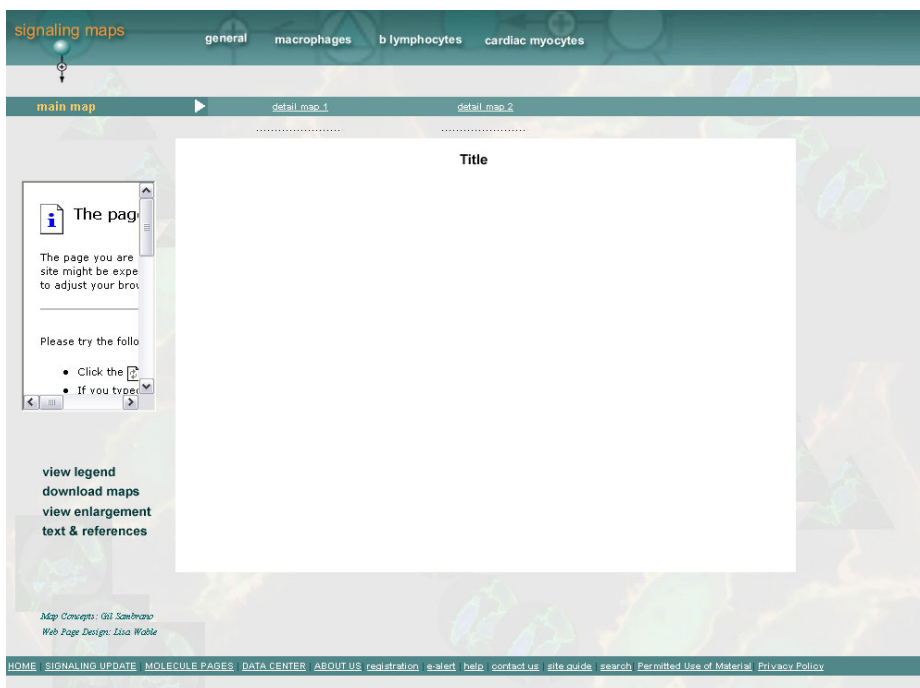 signaling maps
general macrophages b lymphocytes cardiac myocytes
main map detail map 1 detail map 2
Title
The pag
The page you are
site might be expe
to adjust your brow
Please try the follo
Click the
If you type
view legend
download maps
view enlargement
text & references
Map Concepts: Gil Sambrano
Web Page Design: Lisa Wable
HOME | SIGNALING UPDATE | MOLECULE PAGES | DATA CENTER | ABOUT US registration | e-alert | help | contact us | site guide | search | Permitted Use of Material | Privacy Policy